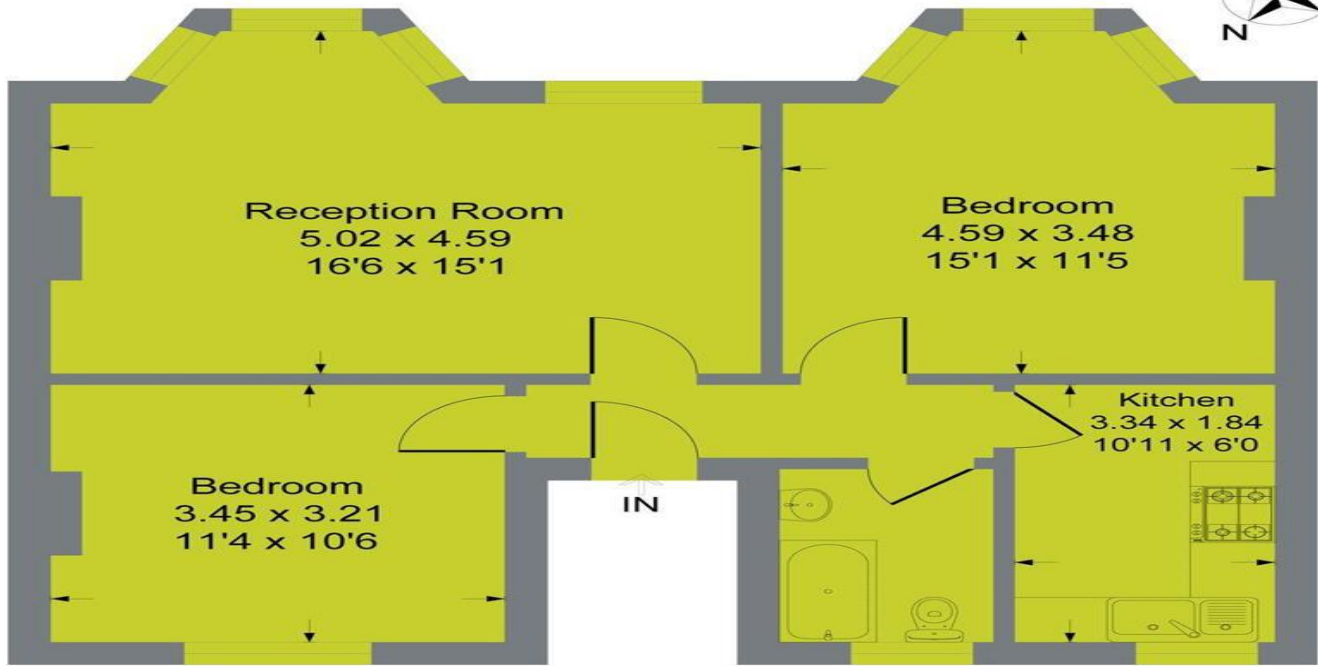 N
Reception Room
5.02 x 4.59
16'6 x 15'1
Bedroom
4.59 x 3.48
15'1 x 11'5
Kitchen
3.34 x 1.84
10'11 x 6'0
Bedroom
3.45 x 3.21
11'4 x 10'6
IN